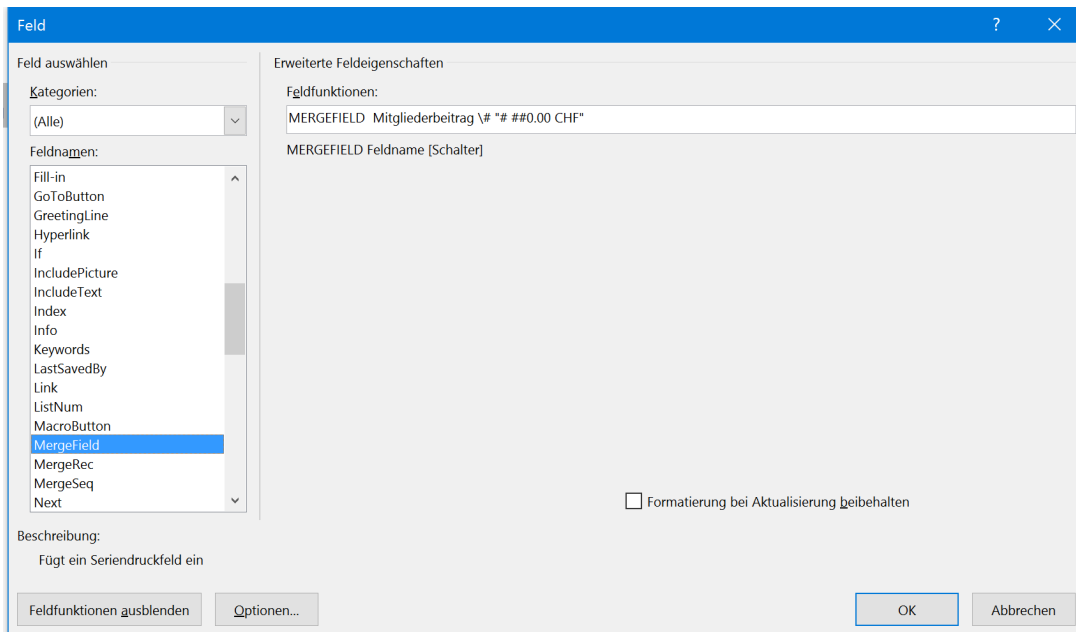 Feld
?
Feld auswählen
Kategorien:
(Alle)
Feldnamen:
Fill-in
GoToButton
GreetingLine
Hyperlink
If
IncludePicture
IncludeText
Index
Info
Keywords
LastSavedBy
Link
ListNum
MacroButton
MergeField
MergeRec
MergeSeq
Next
Erweiterte Feldeigenschaften
Feldfunktionen:
MERGEFIELD  Mitgliederbeitrag \# "# ##0.00 CHF"
MERGEFIELD Feldname [Schalter]
Formatierung bei Aktualisierung beibehalten
Beschreibung:
Fügt ein Seriendruckfeld ein
Feldfunktionen ausblenden
Optionen...
OK
Abbrechen